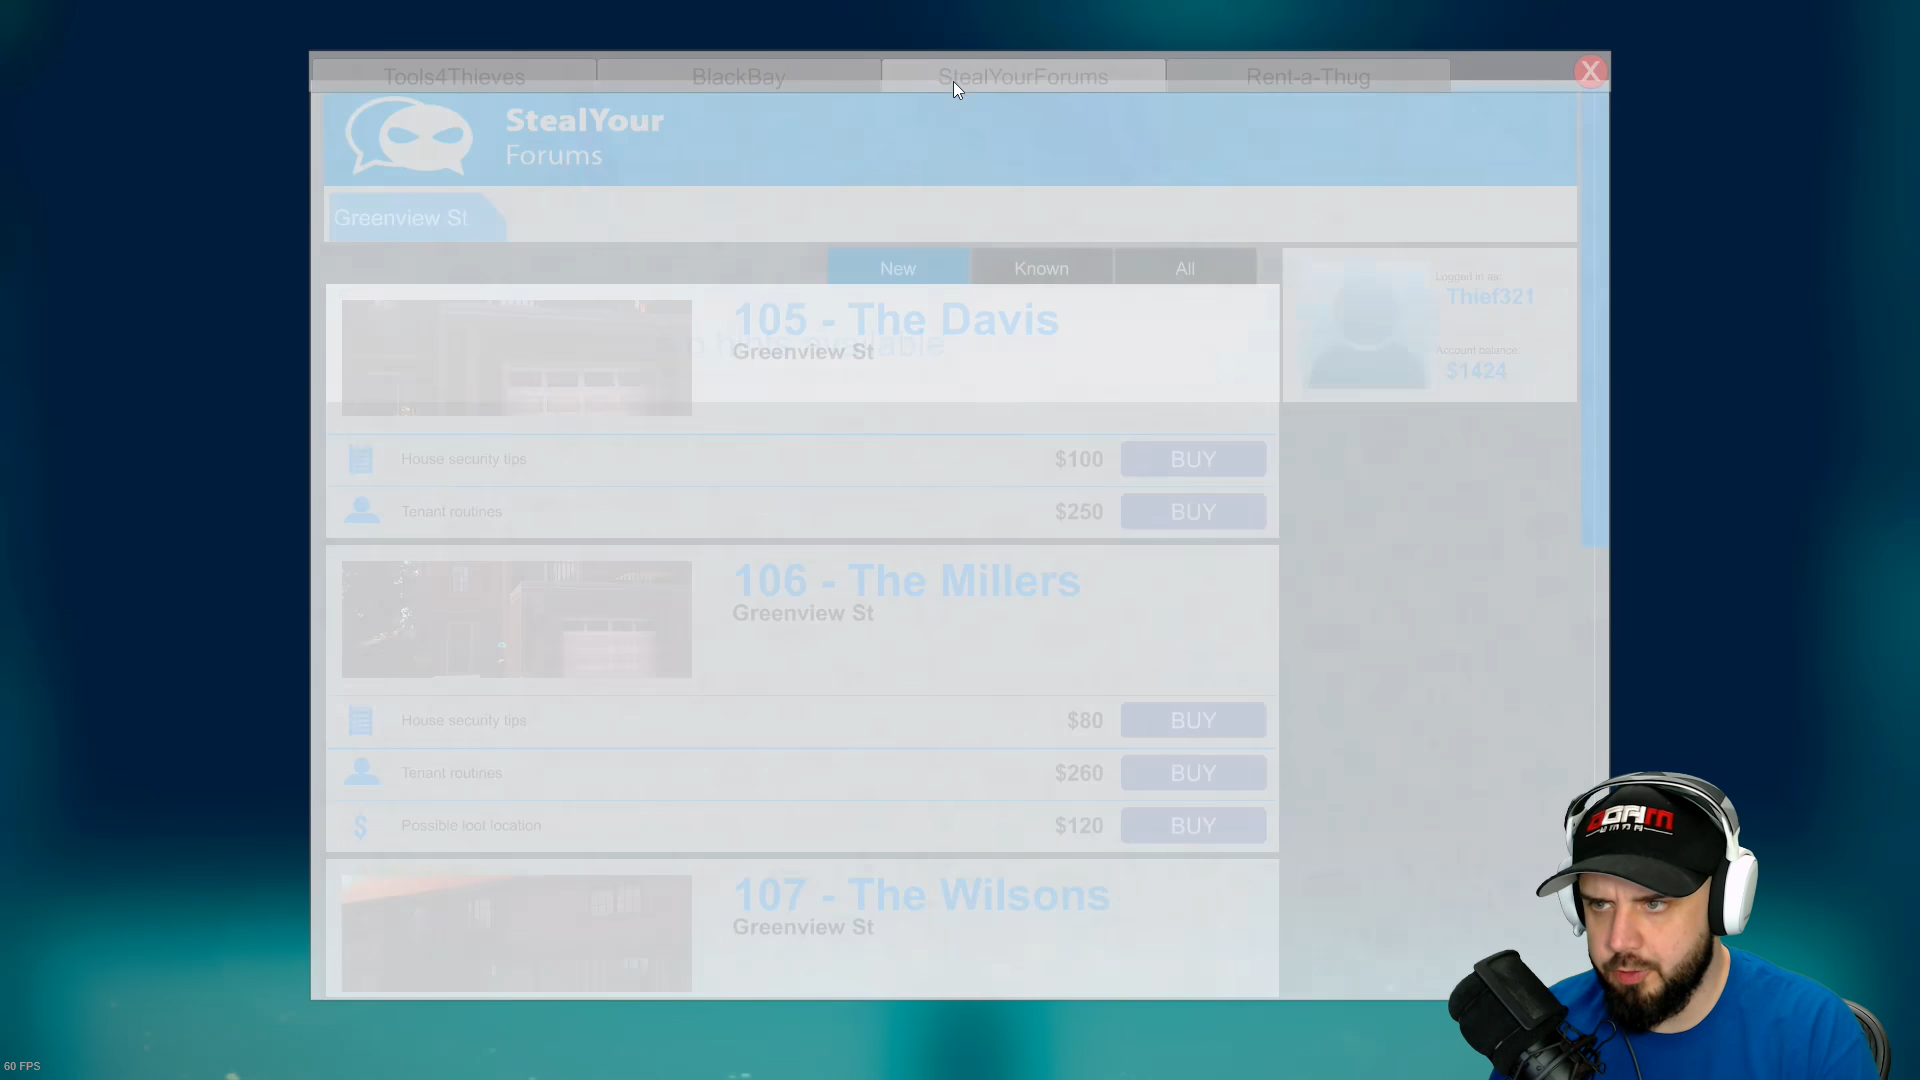 Tools4Thieves
BlackBay
StealYourForums
Rent-a-Thug
X
StealYour
Forums
Greenview St
New
Known
All
Logged in as:
Thief321
Account balance:
$1424
105 - The Davis
hints available
Greenview St
House security tips
$100
BUY
Tenant routines
$250
BUY
106 - The Millers
Greenview St
House security tips
$80
BUY
Tenant routines
$260
BUY
Possible loot location
$120
BUY
107 - The Wilsons
Greenview St
60 FPS